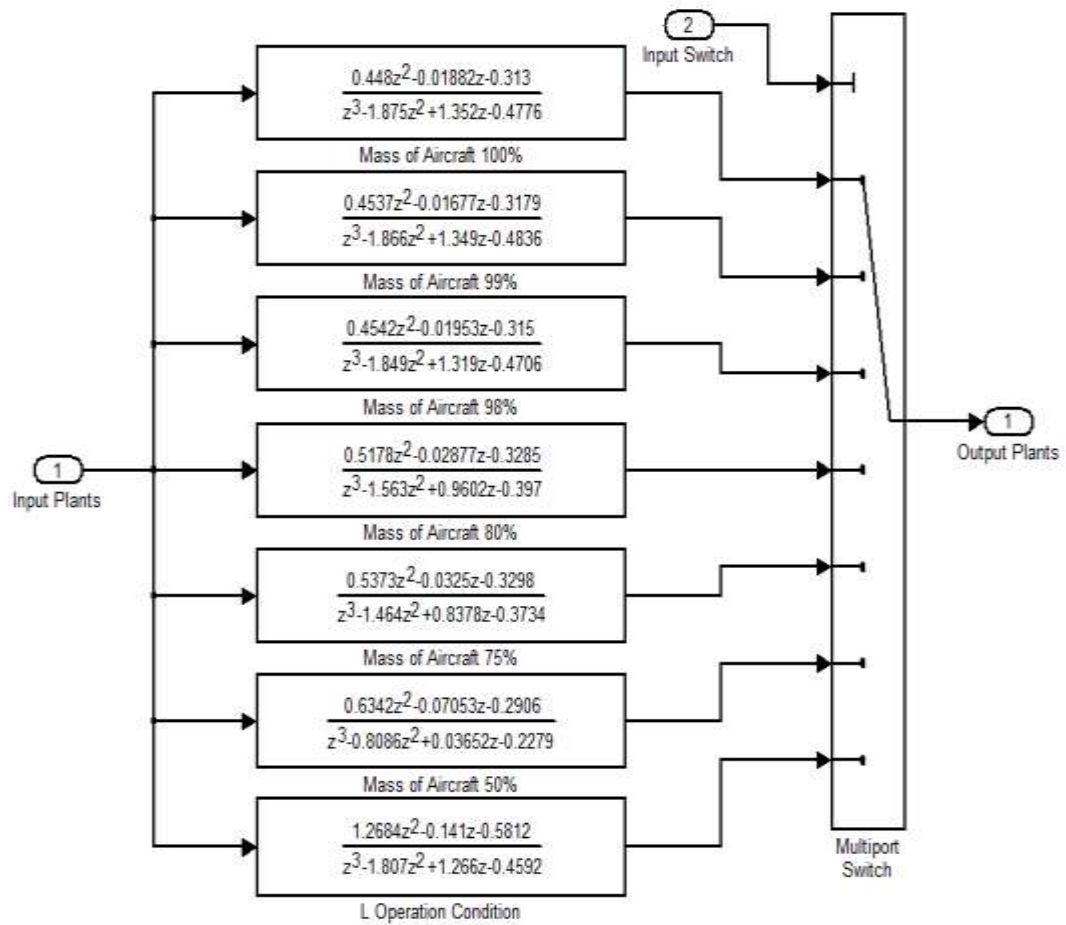 2
Input Switch
0.448z2-0.01882z-0.313
z3-1.875z2+1.352z-0.4776
Mass of Aircraft 100%
0.4537z2-0.01677z-0.3179
z3-1.866z2+1.349z-0.4836
Mass of Aircraft 99%
0.4542z2-0.01953z-0.315
z3-1.849z2+1.319z-0.4706
Mass of Aircraft 98%
0.5178z2-0.02877z-0.3285
z3-1.563z2+0.9602z-0.397
Mass of Aircraft 80%
1
Input Plants
0.5373z2-0.0325z-0.3298
z3-1.464z2+0.8378z-0.3734
Mass of Aircraft 75%
0.6342z2-0.07053z-0.2906
z3-0.8086z2+0.03652z-0.2279
Mass of Aircraft 50%
1.2684z2-0.141z-0.5812
z3-1.807z2+1.266z-0.4592
L Operation Condition
Multiport
Switch
1
Output Plants